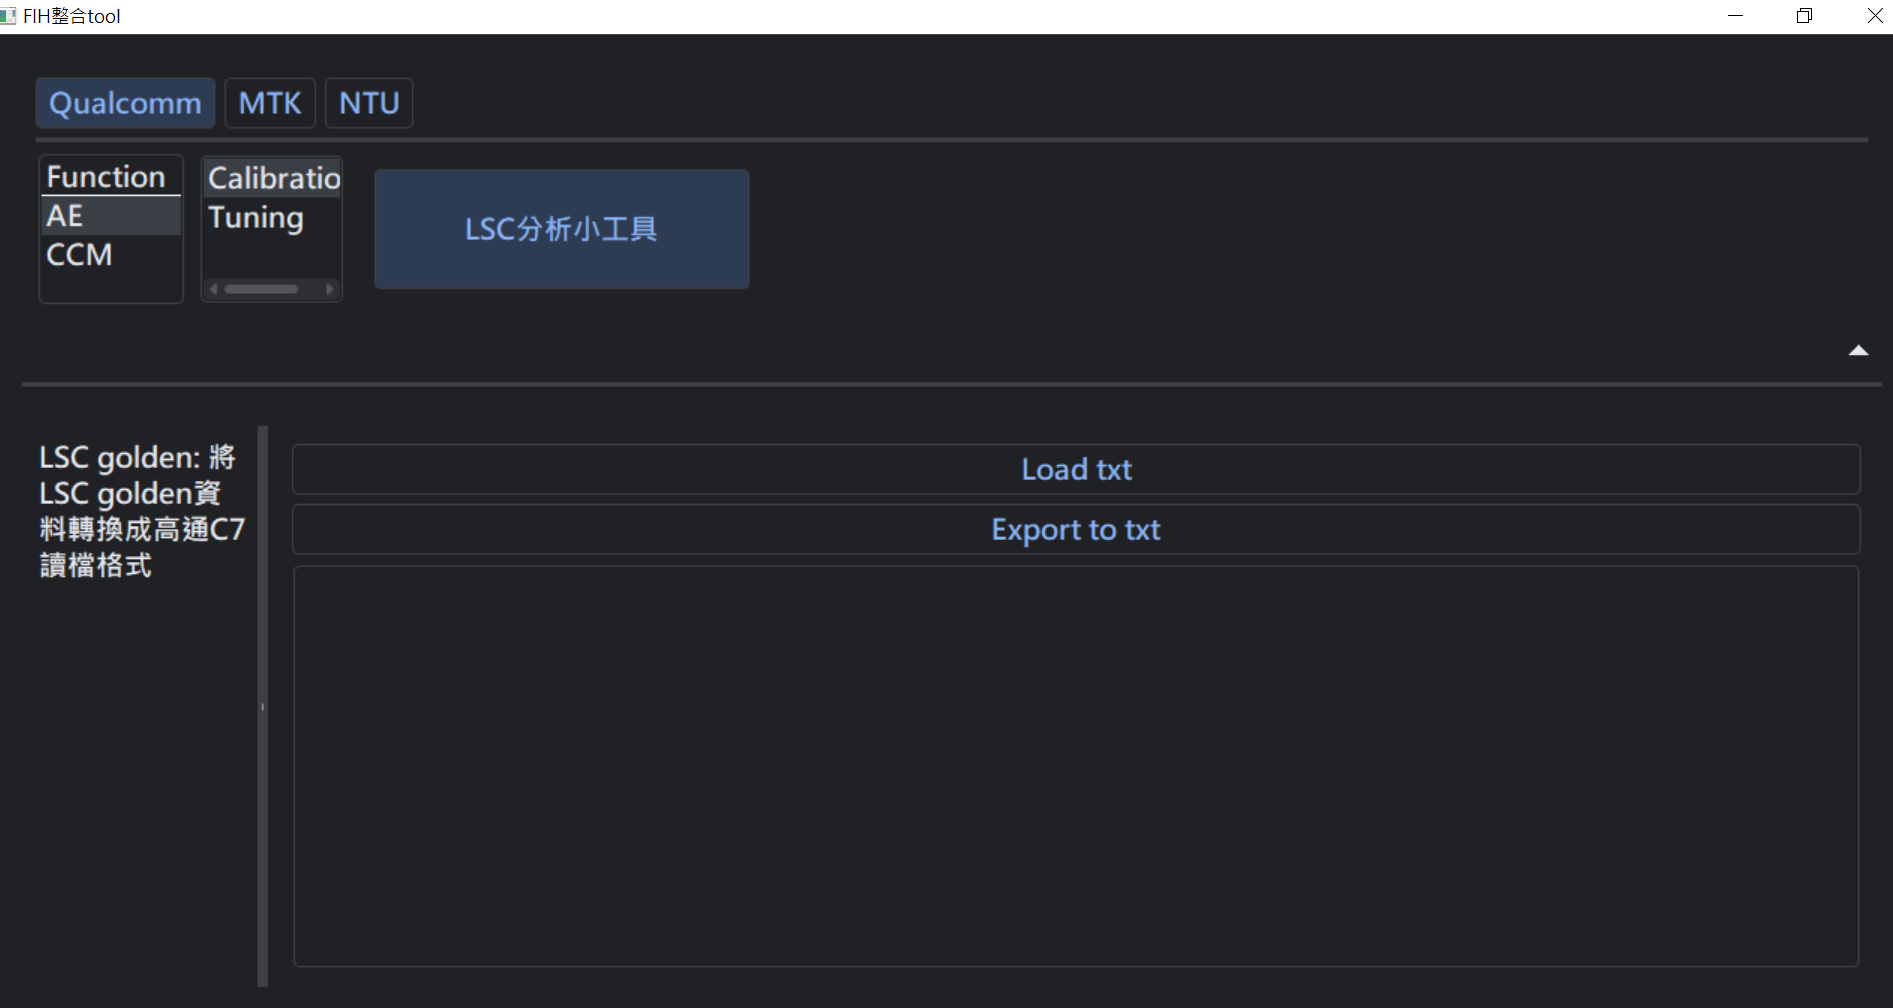 FIH整合tool
Qualcomm MTK NTU
Function
AE
CCM
Calibratio
Tuning
LSC分析小工具
LSC golden: 將
LSC golden資
料轉換成高通C7
讀檔格式
Load txt
Export to txt